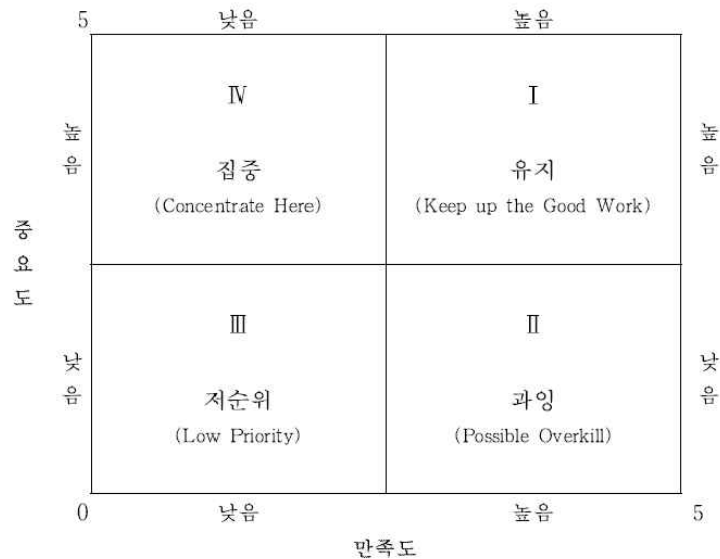 5 낮음 높음
Ⅳ Ⅰ
높음 집중 유지 높음
(Concentrate Here) (Keep up the Good Work)
중요도
Ⅲ Ⅱ
낮음 저순위 과잉 낮음
(Low Priority) (Possible Overkill)
0 낮음 높음 5
만족도